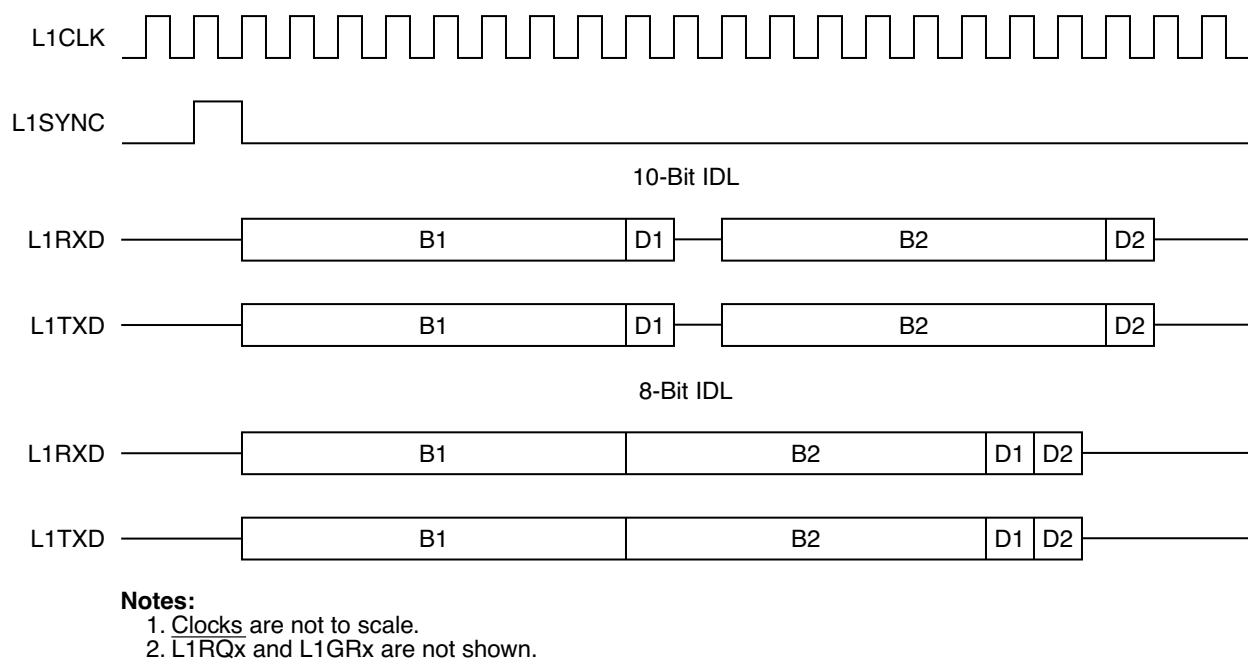 L1CLK
L1SYNC
10-Bit IDL
L1RXD B1 D1 B2 D2
L1TXD B1 D1 B2 D2
8-Bit IDL
L1RXD B1 B2 D1 D2
L1TXD B1 B2 D1 D2
Notes:
1. Clocks are not to scale.
2. L1RQx and L1GRx are not shown.